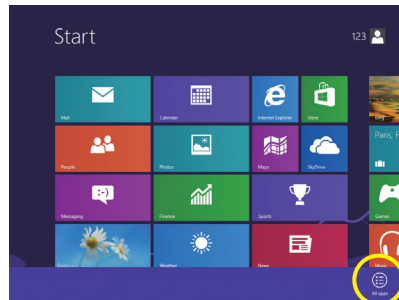 Start
123
Mail
Calendar
Internet Explorer
Store
People
Photos
Maps
SkyDrive
Paris, F
Messaging
Finance
Sports
Games
Weather
News
Music
All apps